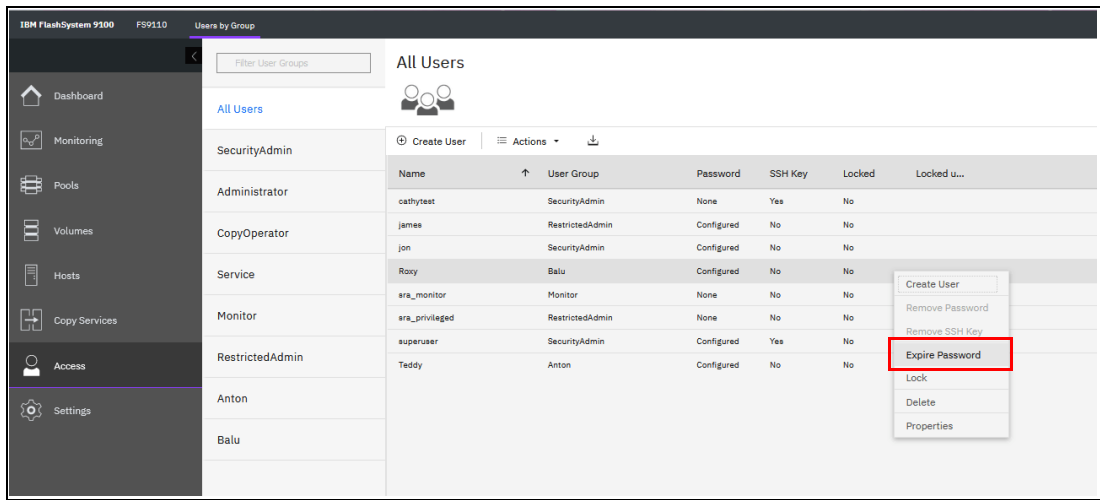 IBM FlashSystem 9100 FS9110 Users by Group
Dashboard
Monitoring
Pools
Volumes
Hosts
Copy Services
Access
Settings
Filter User Groups
All Users
SecurityAdmin
Administrator
CopyOperator
Service
Monitor
RestrictedAdmin
Anton
Balu
All Users
Create User Actions
Name User Group Password SSH Key Locked Locked u...
cathytest SecurityAdmin None Yes No
james RestrictedAdmin Configured No No
jon SecurityAdmin Configured No No
Roxy Balu Configured No No
sra_monitor Monitor None No No
sra_privileged RestrictedAdmin None No No
superuser SecurityAdmin Configured Yes No
Teddy Anton Configured No No
Create User
Remove Password
Remove SSH Key
Expire Password
Lock
Delete
Properties